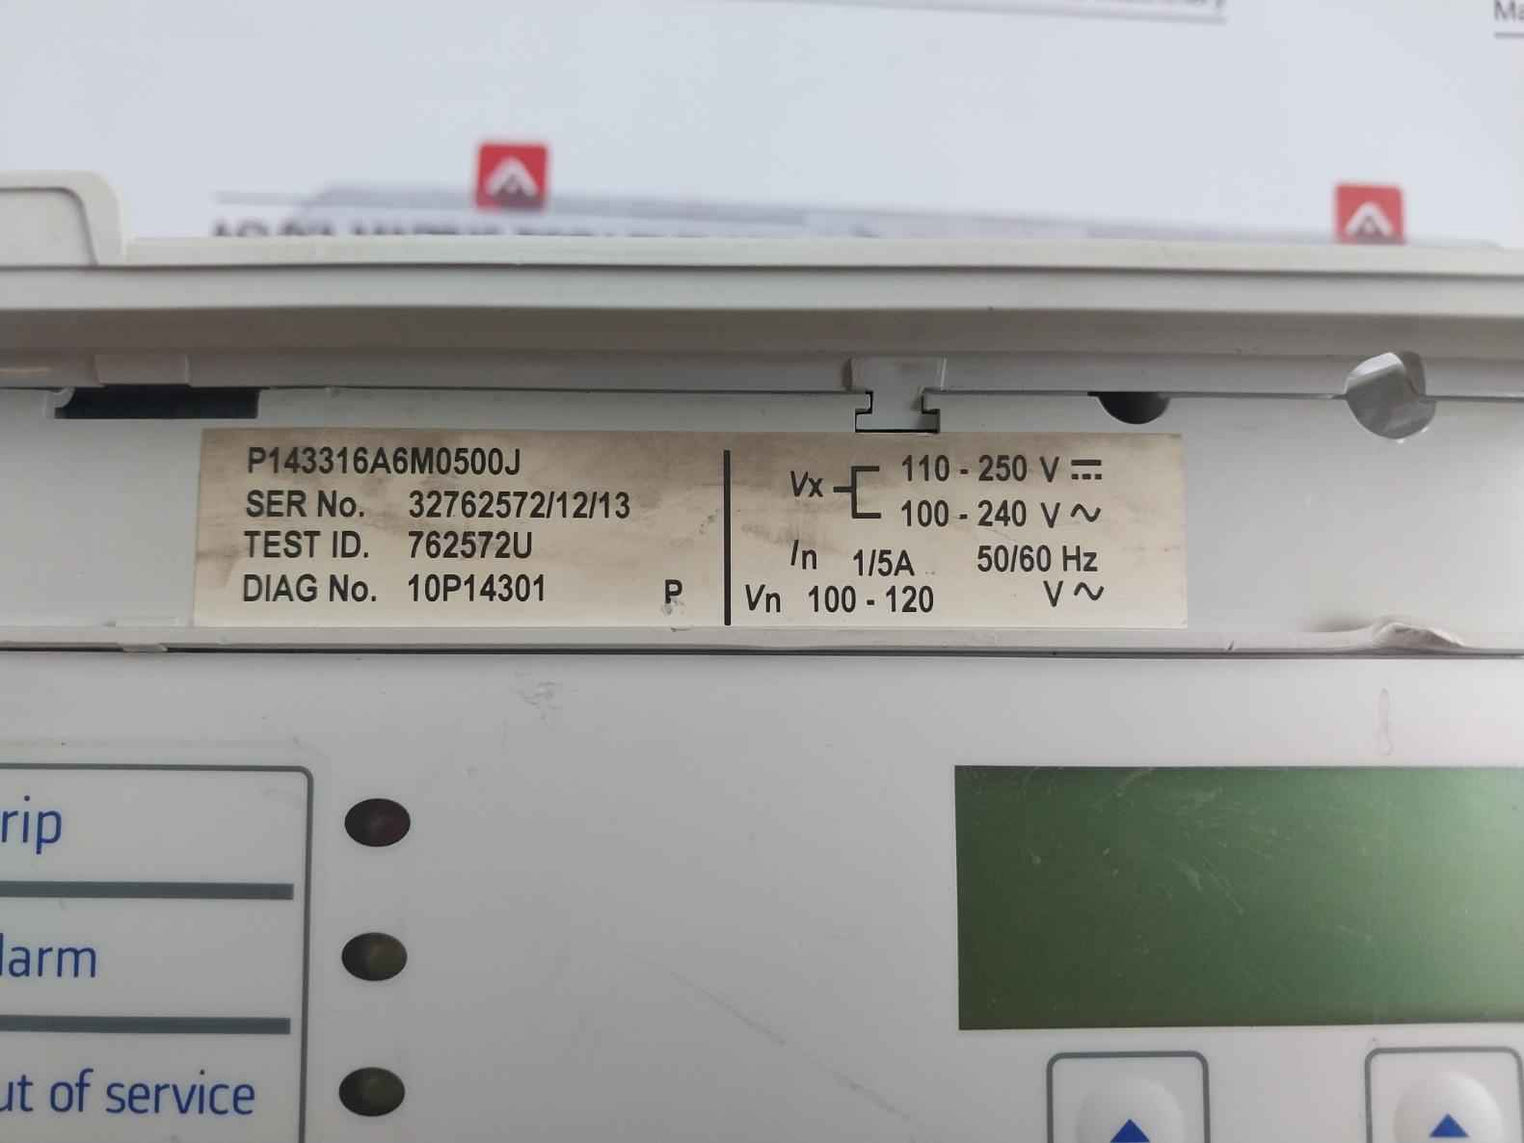 P143316A6M0500J
SER No. 32762572/12/13
TEST ID. 762572U
DIAG No. 10P14301 P
Vx 110 - 250 V ⎓
100 - 240 V ~
In 1/5A 50/60 Hz
Vn 100 - 120 V ~
rip
larm
ut of service